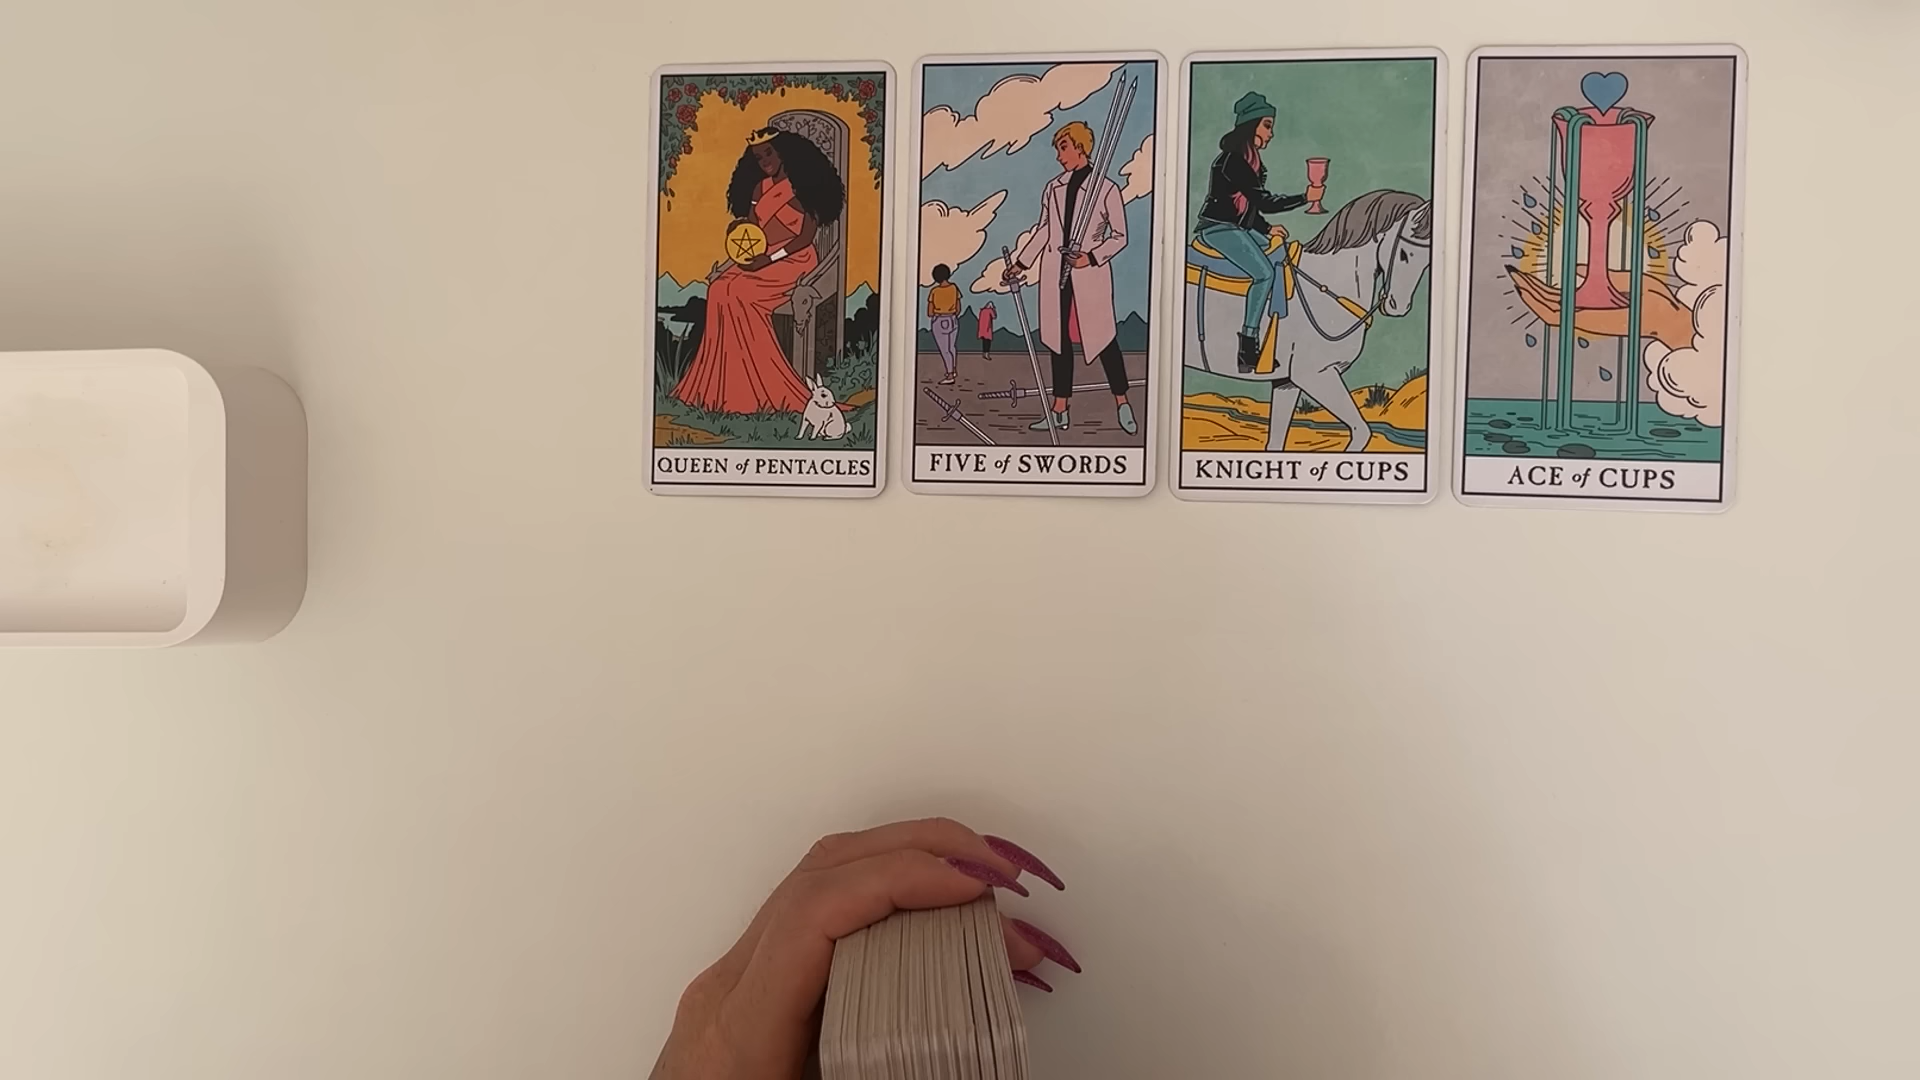 QUEEN of PENTACLES
FIVE of SWORDS
KNIGHT of CUPS
ACE of CUPS